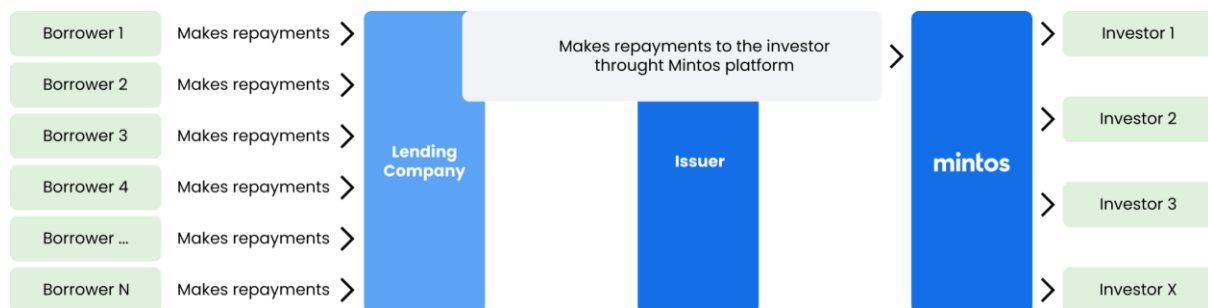 Borrower 1 Makes repayments
Borrower 2 Makes repayments
Borrower 3 Makes repayments
Borrower 4 Makes repayments
Borrower ... Makes repayments
Borrower N Makes repayments
Lending
Company
Makes repayments to the investor
throught Mintos platform
Issuer
mintos
Investor 1
Investor 2
Investor 3
Investor X